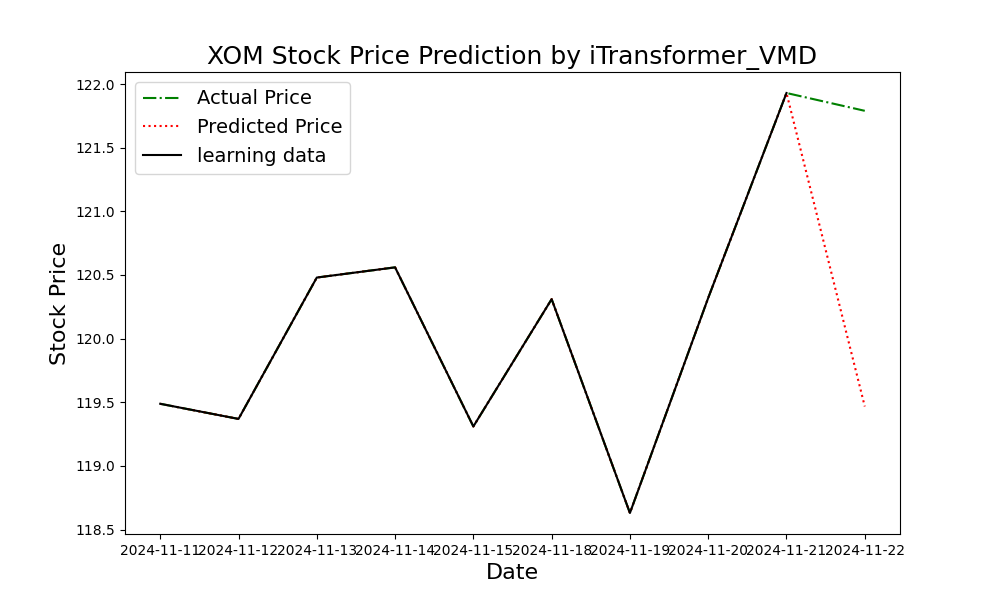 XOM Stock Price Prediction by iTransformer_VMD
Actual Price
Predicted Price
learning data
122.0
121.5
121.0
120.5
120.0
119.5
119.0
118.5
Stock Price
2024-11-11 2024-11-12 2024-11-13 2024-11-14 2024-11-15 2024-11-18 2024-11-19 2024-11-20 2024-11-21 2024-11-22
Date